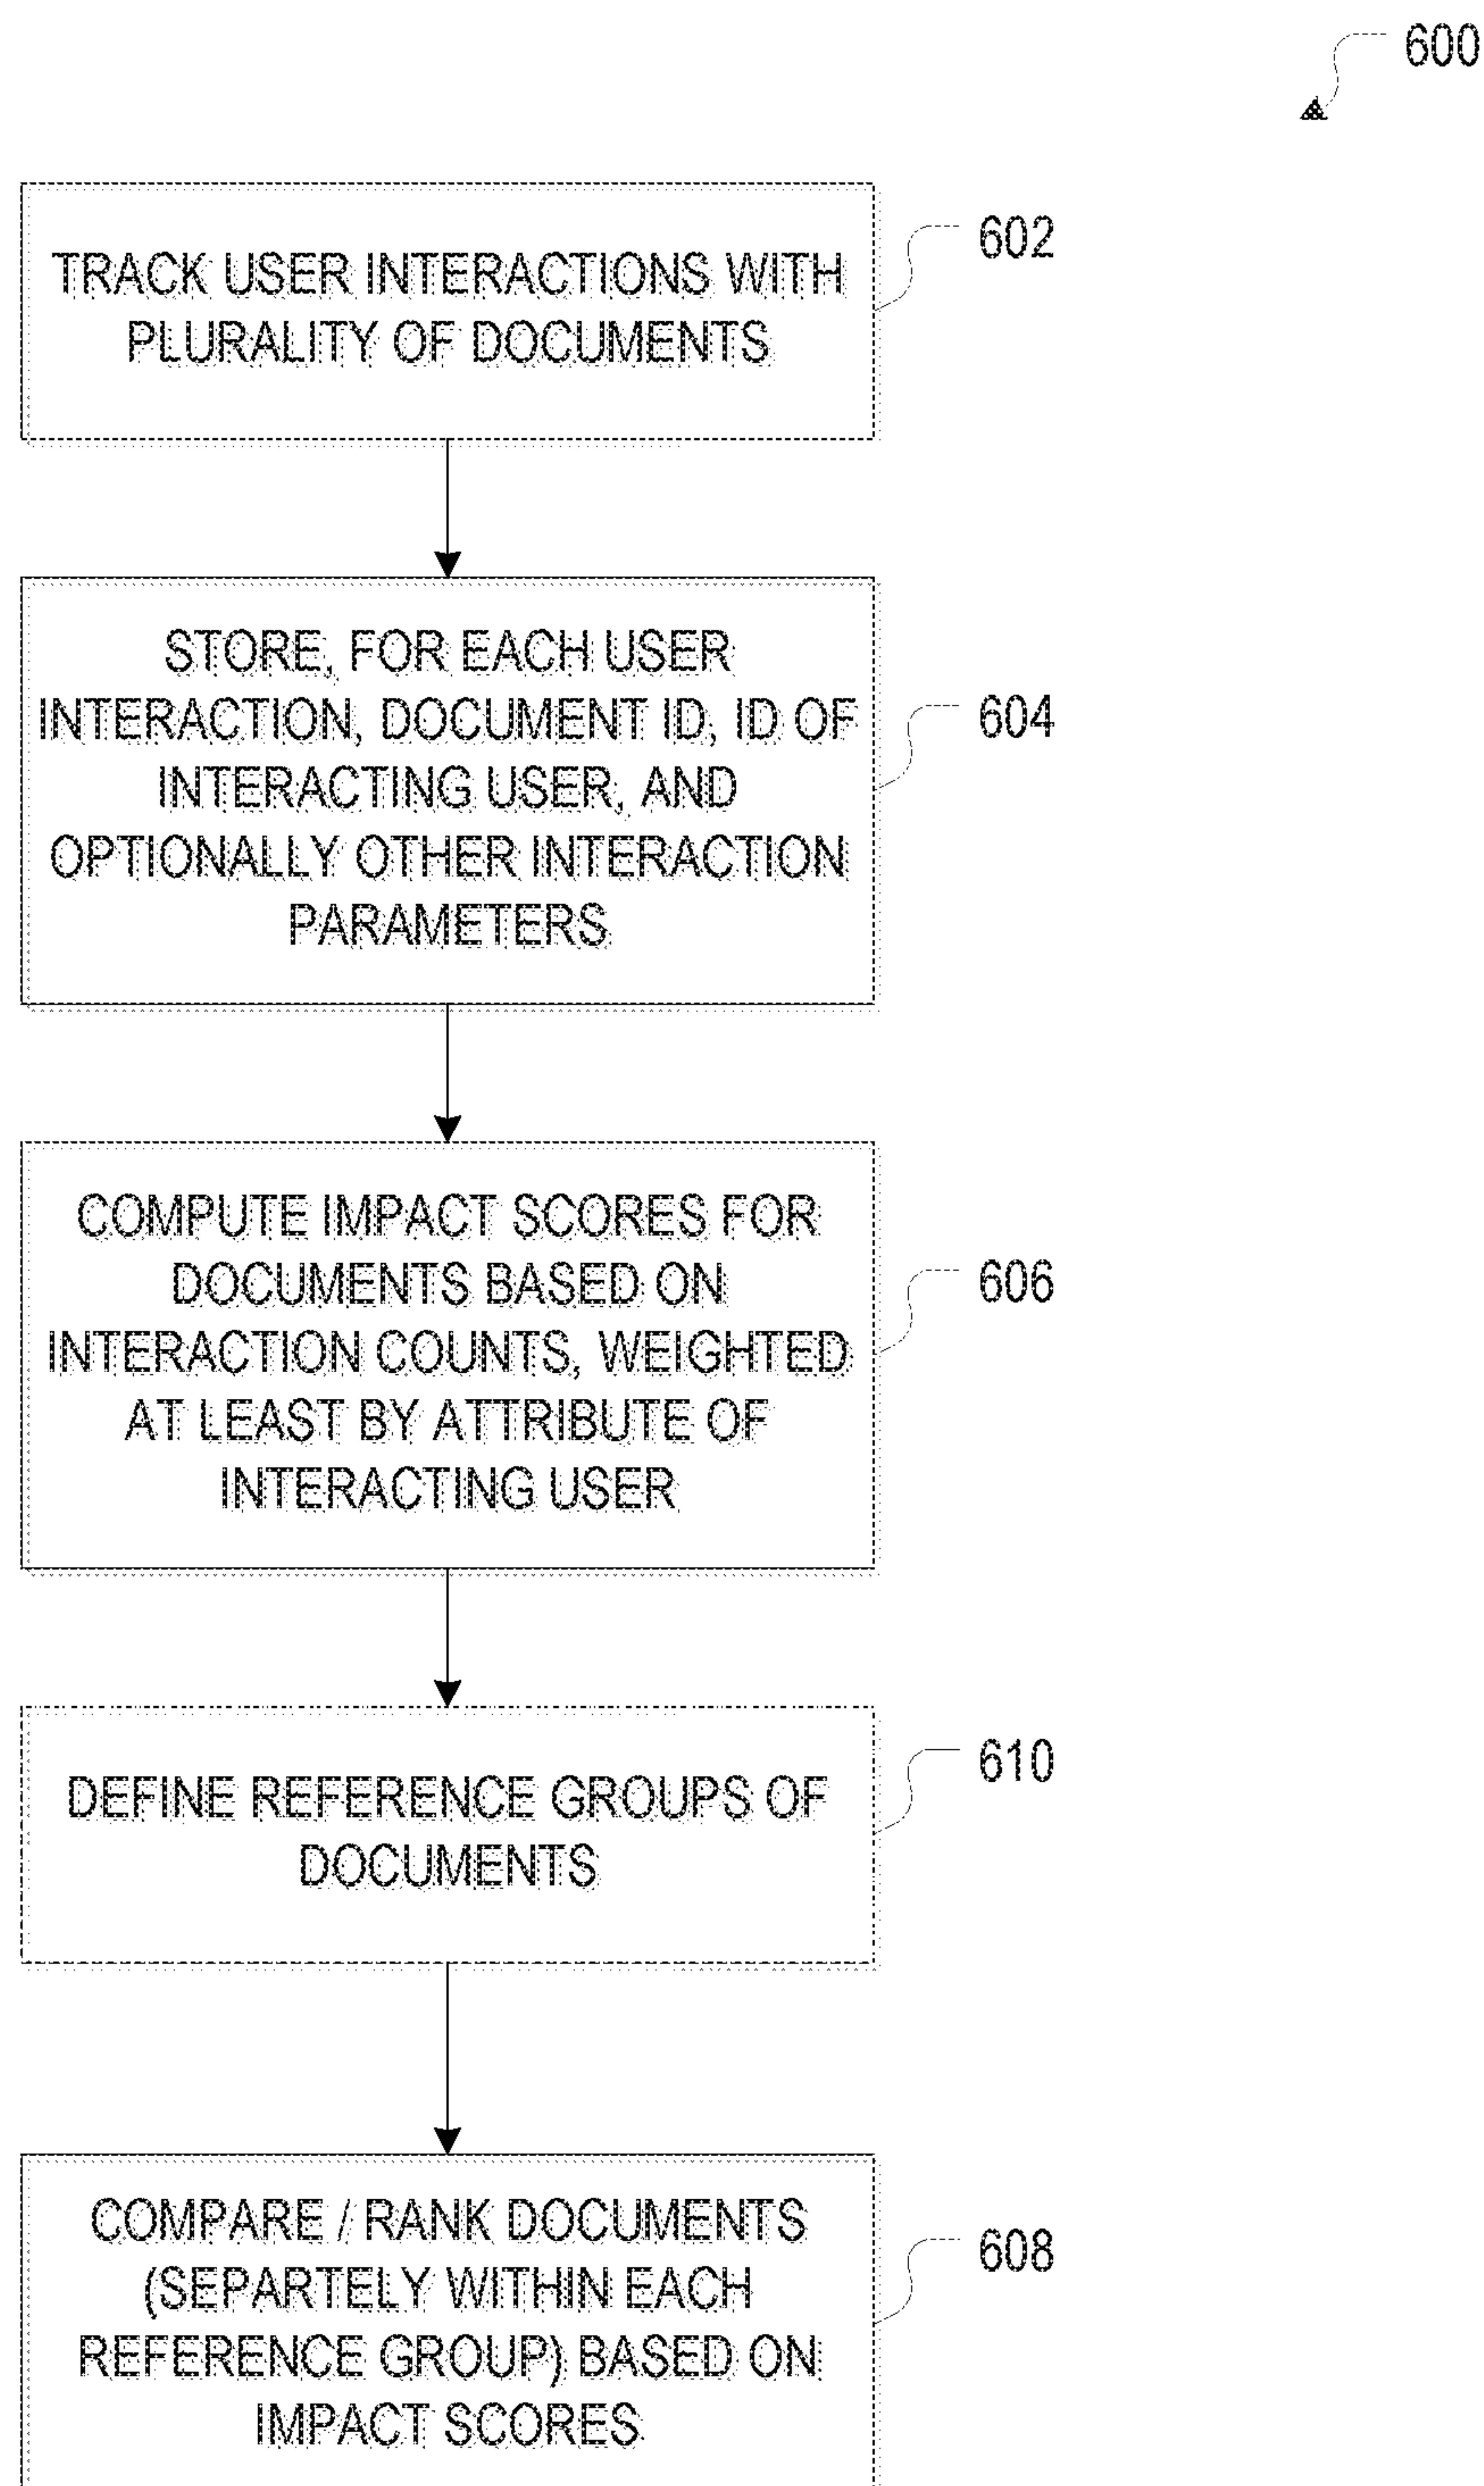 600
TRACK USER INTERACTIONS WITH
PLURALITY OF DOCUMENTS
602
STORE, FOR EACH USER
INTERACTION, DOCUMENT ID, ID OF
INTERACTING USER, AND
OPTIONALLY OTHER INTERACTION
PARAMETERS
604
COMPUTE IMPACT SCORES FOR
DOCUMENTS BASED ON
INTERACTION COUNTS, WEIGHTED
AT LEAST BY ATTRIBUTE OF
INTERACTING USER
606
DEFINE REFERENCE GROUPS OF
DOCUMENTS
610
COMPARE / RANK DOCUMENTS
(SEPARTELY WITHIN EACH
REFERENCE GROUP) BASED ON
IMPACT SCORES
608